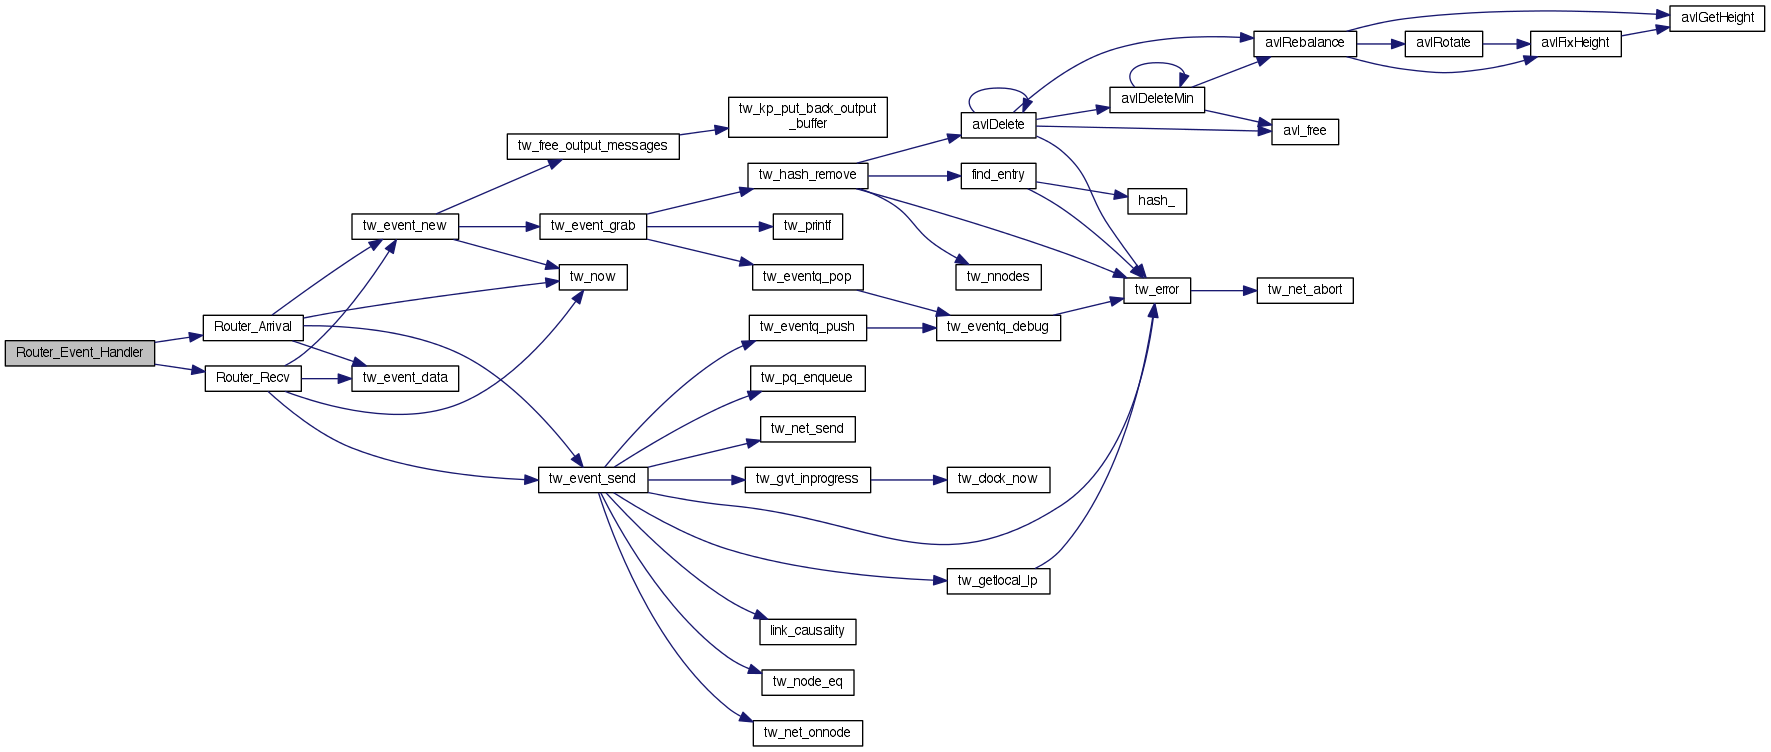 Router_Event_Handler
Router_Arrival
Router_Recv
tw_event_new
tw_event_data
tw_free_output_messages
tw_event_grab
tw_now
tw_event_send
tw_kp_put_back_output
_buffer
tw_hash_remove
tw_printf
tw_eventq_pop
tw_eventq_push
tw_pq_enqueue
tw_net_send
tw_gvt_inprogress
link_causality
tw_node_eq
tw_net_onnode
avlDelete
find_entry
tw_nnodes
tw_eventq_debug
tw_clock_now
tw_getlocal_lp
avlDeleteMin
hash_
tw_error
avlRebalance
avl_free
tw_net_abort
avlRotate
avlFixHeight
avlGetHeight